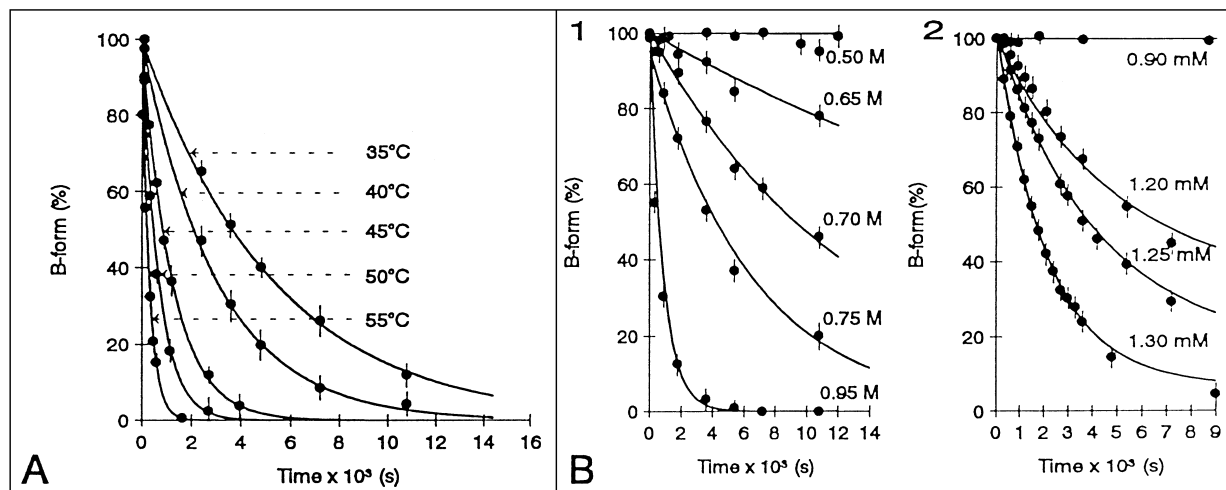 B-form (%)
100
80
60
40
20
0
35°C
40°C
45°C
50°C
55°C
0 2 4 6 8 10 12 14 16
Time x 10³ (s)
A
1
B-form (%)
100
80
60
40
20
0
0.50 M
0.65 M
0.70 M
0.75 M
0.95 M
0 2 4 6 8 10 12 14
Time x 10³ (s)
B
2
B-form(%)
100
80
60
40
20
0
0.90 mM
1.20 mM
1.25 mM
1.30 mM
0 1 2 3 4 5 6 7 8 9
Time x 10³ (s)